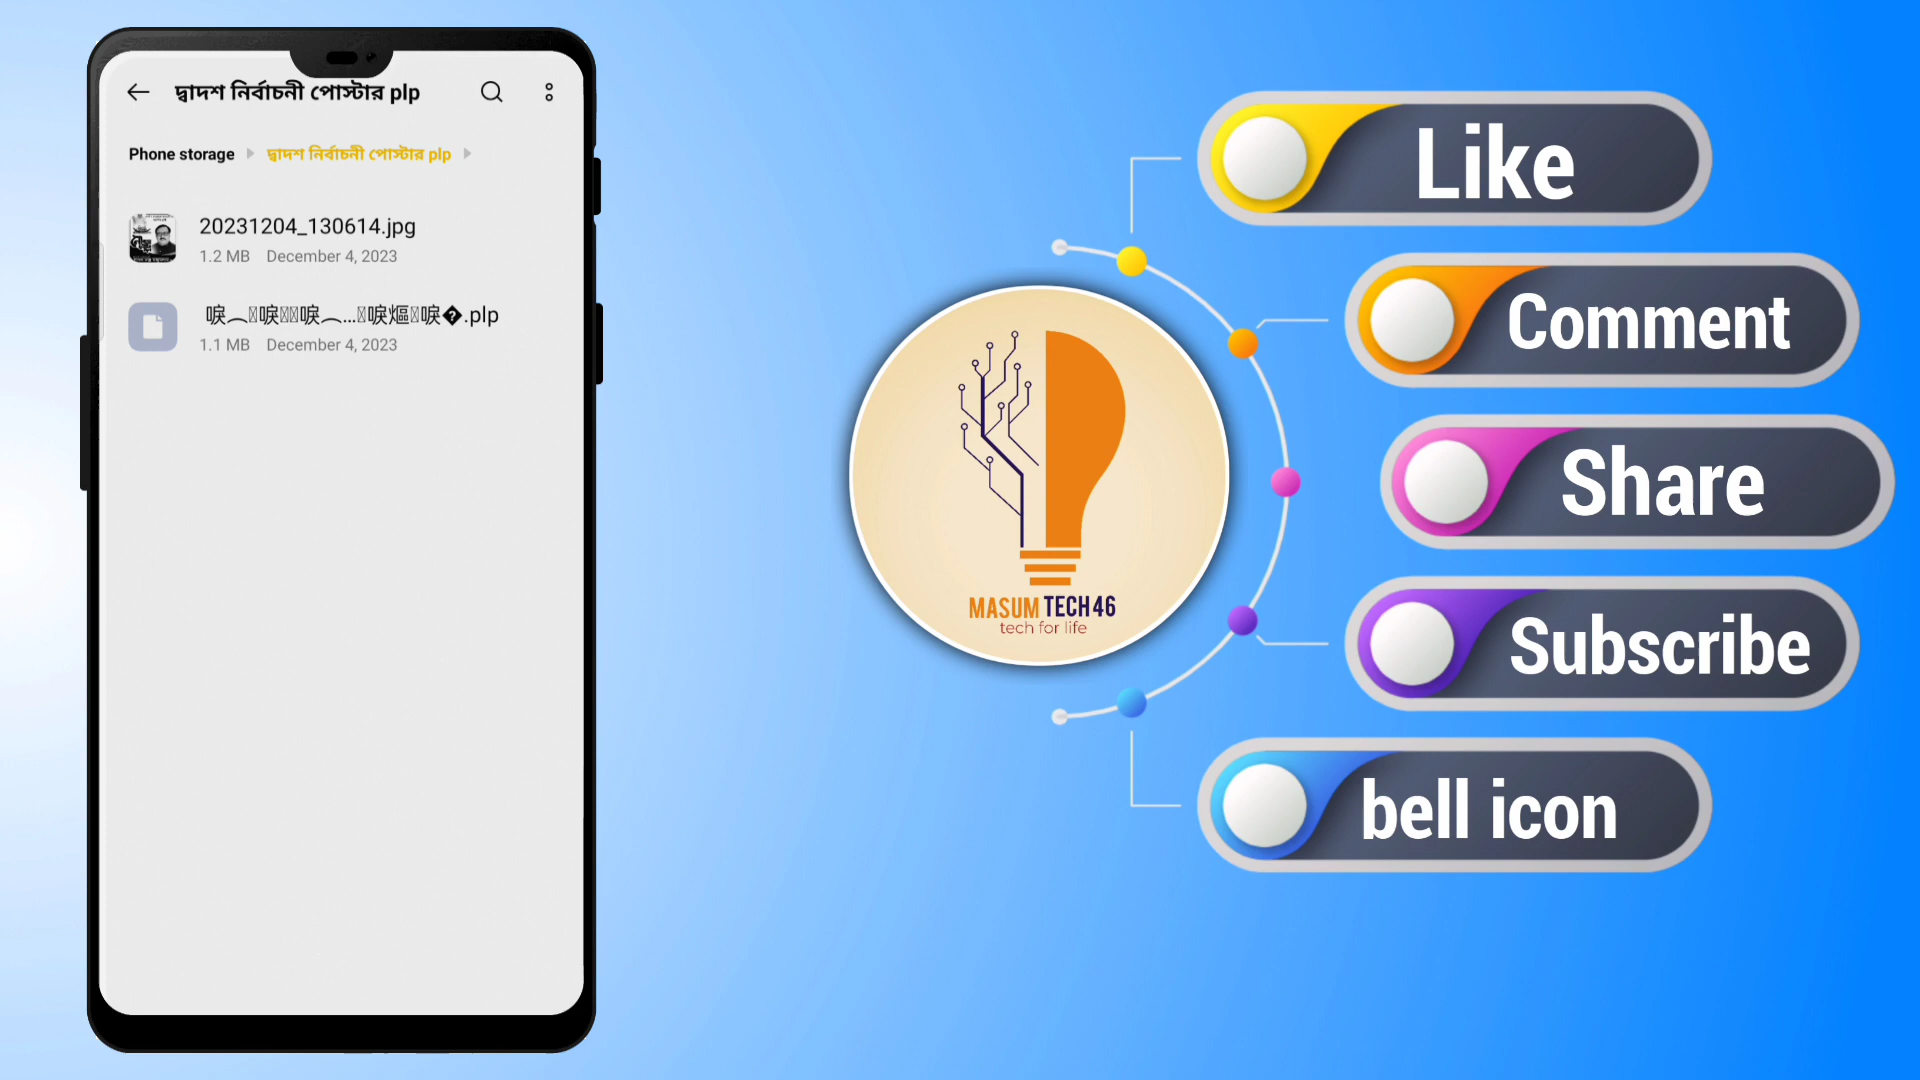 দ্বাদশ নির্বাচনী পোস্টার plp
Phone storage দ্বাদশ নির্বাচনী পোস্টার plp
20231204_130614.jpg
1.2 MB December 4, 2023
.plp
1.1 MB December 4, 2023
MASUM TECH46
tech for life
Like
Comment
Share
Subscribe
bell icon